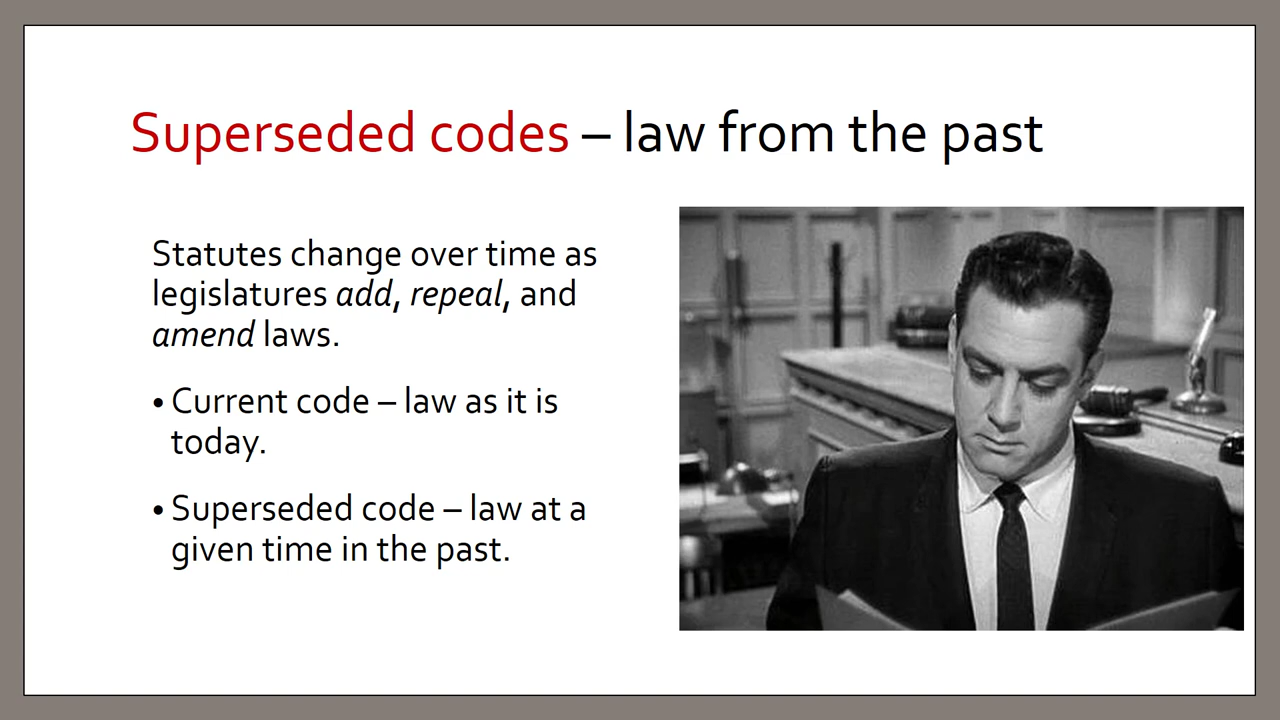 Superseded codes – law from the past
Statutes change over time as
legislatures add, repeal, and
amend laws.
• Current code – law as it is
today.
• Superseded code – law at a
given time in the past.